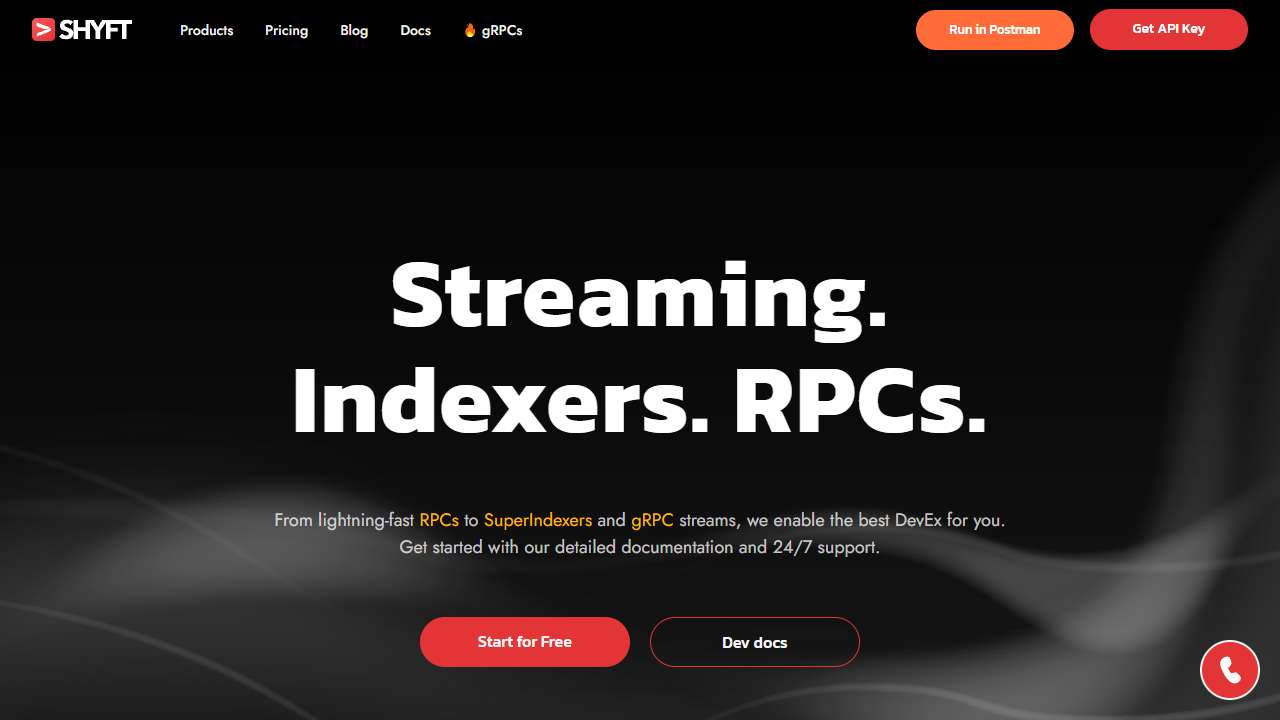 SHYFT
Products
Pricing
Blog
Docs
🔥 gRPCs
Run in Postman
Get API Key
Streaming.
Indexers. RPCs.
From lightning-fast RPCs to SuperIndexers and gRPC streams, we enable the best DevEx for you.
Get started with our detailed documentation and 24/7 support.
Start for Free
Dev docs